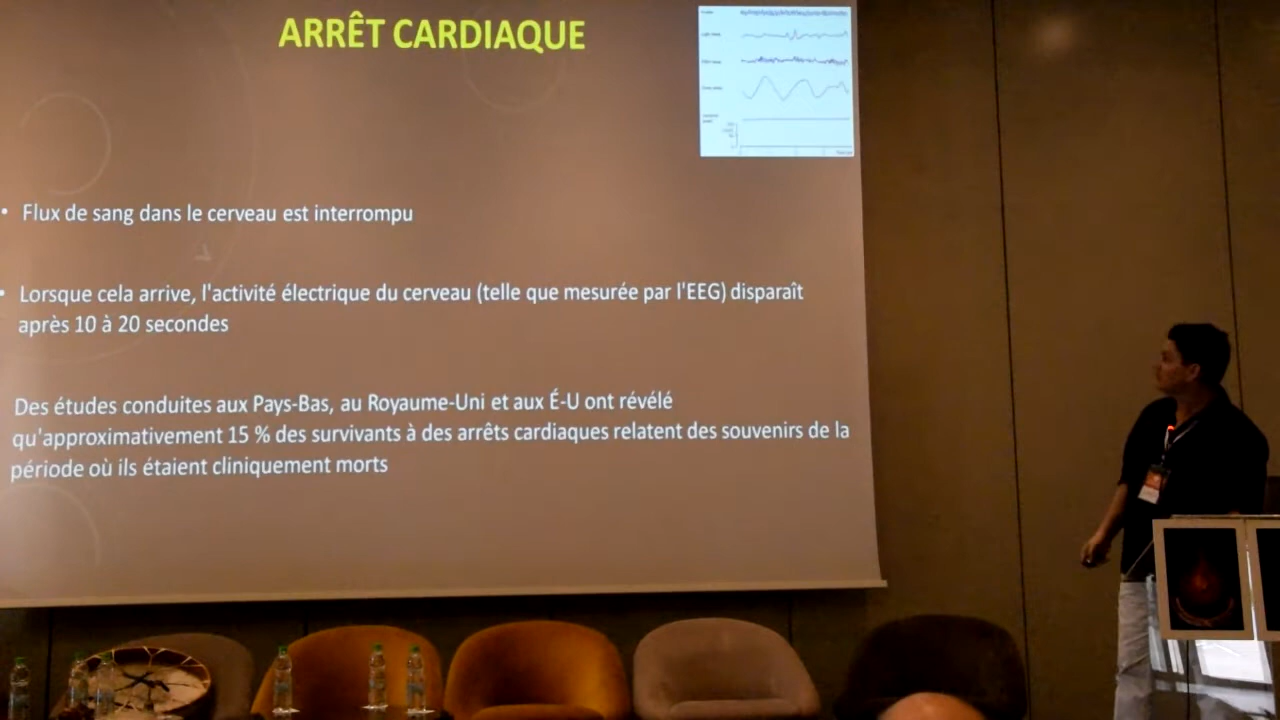 ARRÊT CARDIAQUE
• Flux de sang dans le cerveau est interrompu
• Lorsque cela arrive, l'activité électrique du cerveau (telle que mesurée par l'EEG) disparaît
après 10 à 20 secondes
Des études conduites aux Pays-Bas, au Royaume-Uni et aux É-U ont révélé
qu'approximativement 15 % des survivants à des arrêts cardiaques relatent des souvenirs de la
période où ils étaient cliniquement morts